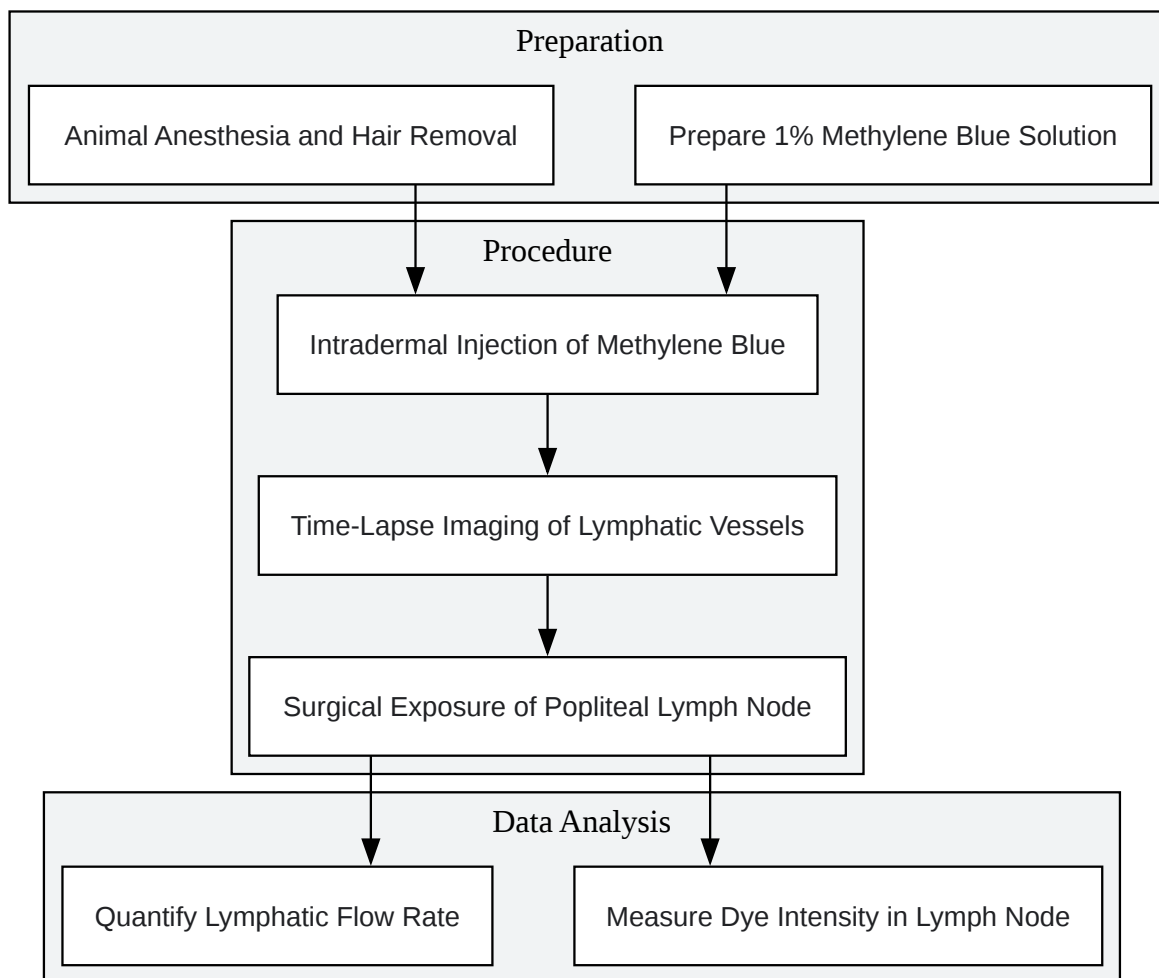 Preparation
Animal Anesthesia and Hair Removal
Prepare 1% Methylene Blue Solution
Procedure
Intradermal Injection of Methylene Blue
Time-Lapse Imaging of Lymphatic Vessels
Surgical Exposure of Popliteal Lymph Node
Data Analysis
Quantify Lymphatic Flow Rate
Measure Dye Intensity in Lymph Node